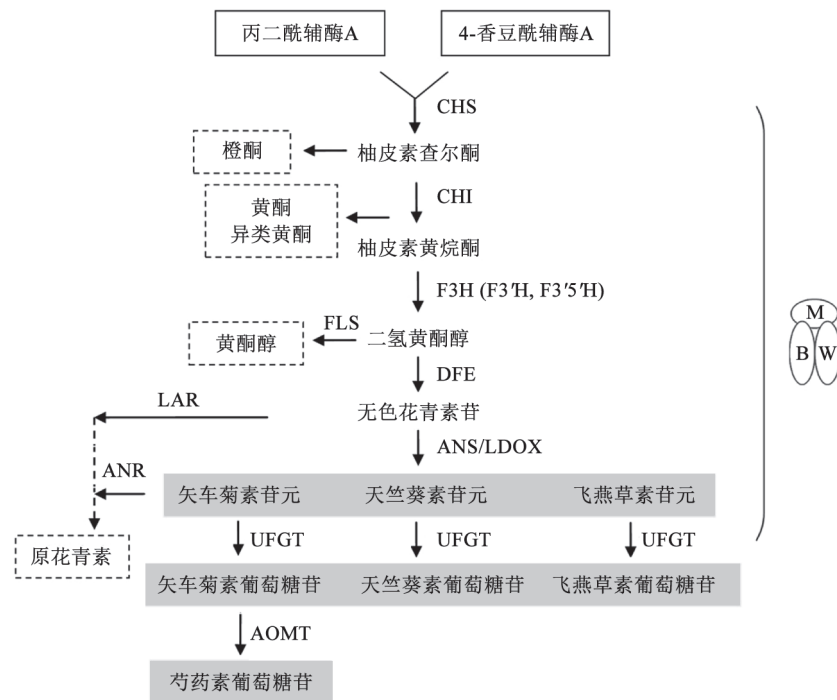 丙二酰辅酶A
4-香豆酰辅酶A
CHS
橙酮
柚皮素查尔酮
CHI
黄酮
异类黄酮
柚皮素黄烷酮
F3H (F3'H, F3'5'H)
FLS
黄酮醇
二氢黄酮醇
DFE
LAR
无色花青素苷
ANS/LDOX
ANR
矢车菊素苷元
天竺葵素苷元
飞燕草素苷元
UFGT
UFGT
UFGT
原花青素
矢车菊素葡萄糖苷
天竺葵素葡萄糖苷
飞燕草素葡萄糖苷
AOMT
芍药素葡萄糖苷
M
B
W